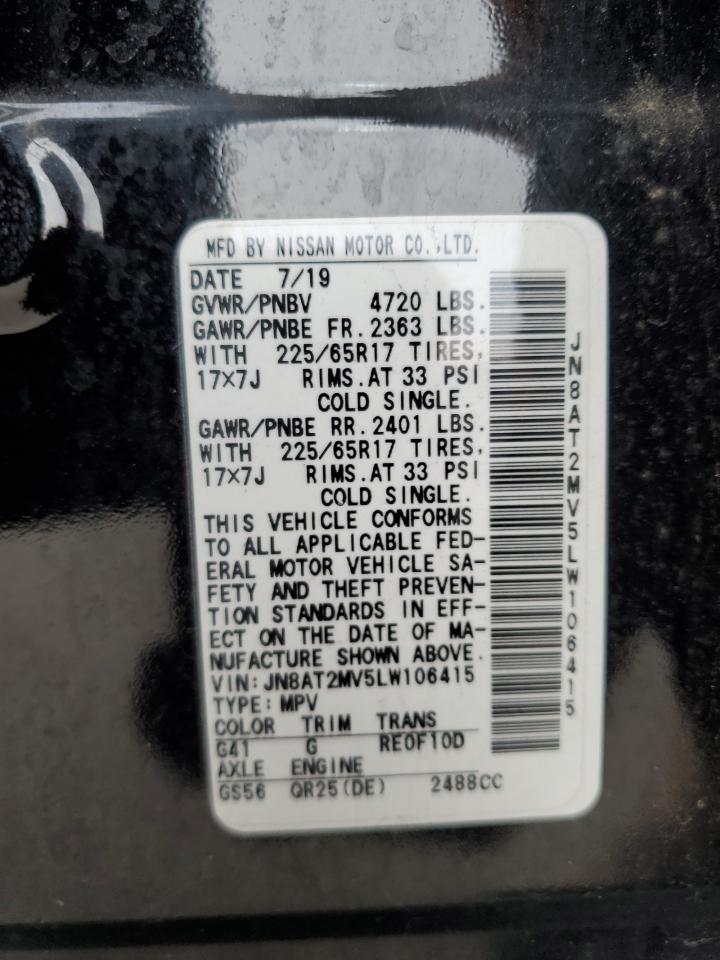 MFD BY NISSAN MOTOR CO.,LTD.
DATE 7/19
GVWR/PNBV 4720 LBS.
GAWR/PNBE FR. 2363 LBS.
WITH 225/65R17 TIRES,
17×7J RIMS. AT 33 PSI
COLD SINGLE.
GAWR/PNBE RR. 2401 LBS.
WITH 225/65R17 TIRES,
17×7J RIMS. AT 33 PSI
COLD SINGLE.
THIS VEHICLE CONFORMS
TO ALL APPLICABLE FED-
ERAL MOTOR VEHICLE SA-
FETY AND THEFT PREVEN-
TION STANDARDS IN EFF-
ECT ON THE DATE OF MA-
NUFACTURE SHOWN ABOVE.
VIN: JN8AT2MV5LW106415
TYPE: MPV
COLOR TRIM TRANS
G41 G RE0F10D
AXLE ENGINE
GS56 QR25(DE) 2488CC
JN8AT2MV5LW106415